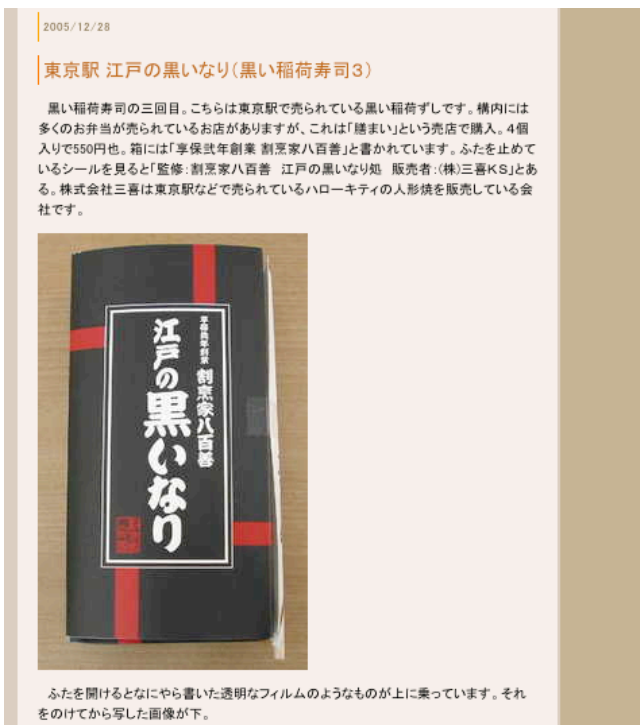 2005/12/28
東京駅 江戸の黒いなり(黒い稲荷寿司3)
黒い稲荷寿司の三回目。こちらは東京駅で売られている黒い稲荷ずしです。構内には
多くのお弁当が売られているお店がありますが、これは「膳まい」という売店で購入。4個
入りで550円也。箱には「享保弐年創業 割烹家八百善」と書かれています。ふたを止めて
いるシールを見ると「監修:割烹家八百善 江戸の黒いなり処 販売者:(株)三喜KS」とあ
る。株式会社三喜は東京駅などで売られているハローキティの人形焼を販売している会
社です。
享保弐年創業 割烹家八百善
江戸の黒いなり
ふたを開けるとなにやら書いた透明なフィルムのようなものが上に乗っています。それ
をのけてから写した画像が下。